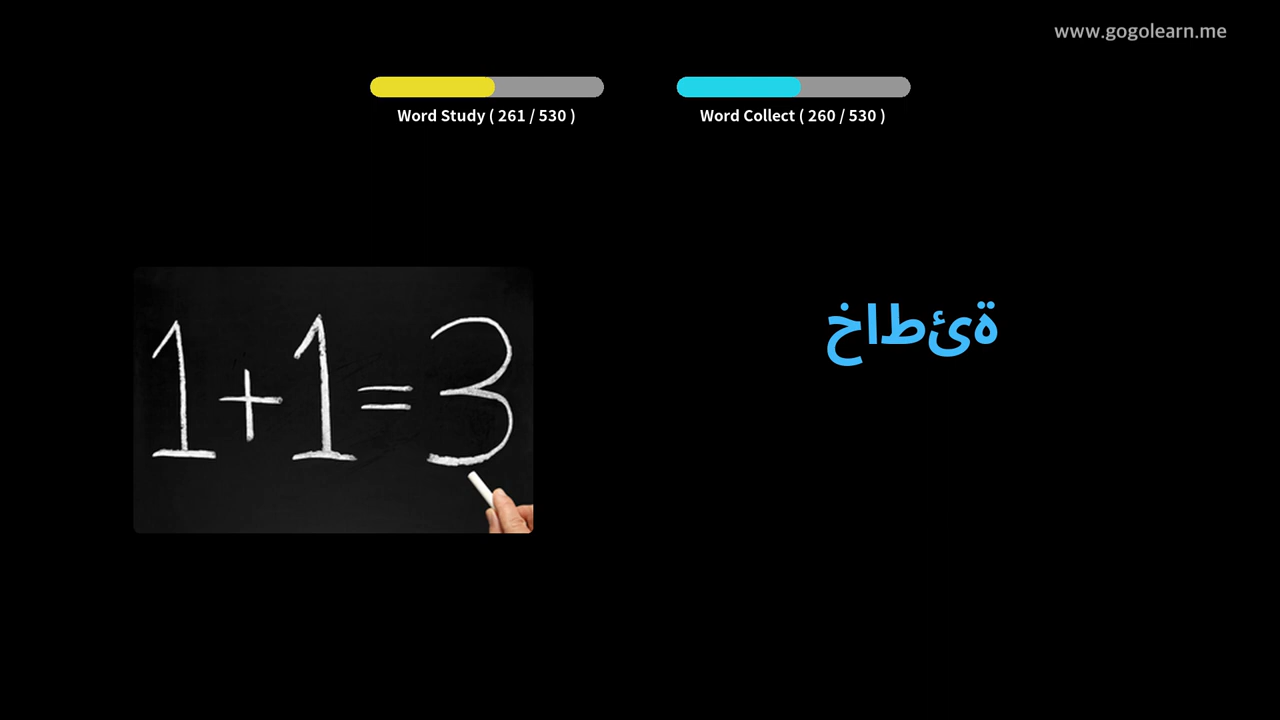 www.gogolearn.me
Word Study ( 261 / 530 )
Word Collect ( 260 / 530 )
1+1=3
خاطئة